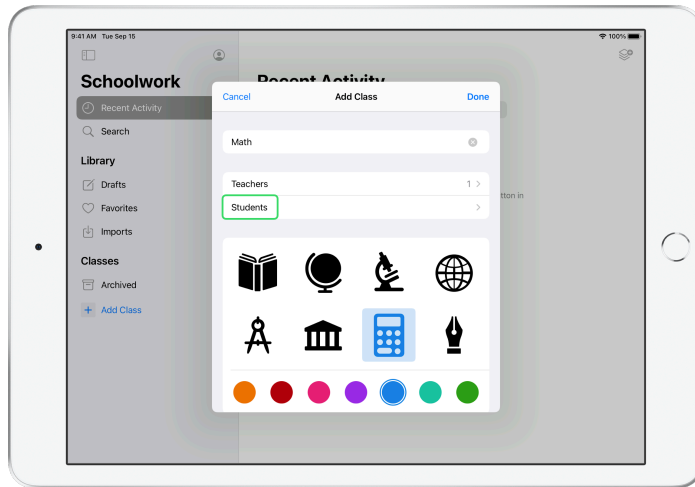 9:41 AM Tue Sep 15
100%
Schoolwork
Recent Activity
Search
Library
Drafts
Favorites
Imports
Classes
Archived
+ Add Class
Recent Activity
Cancel
Add Class
Done
Math
Teachers
1
Students
tton in